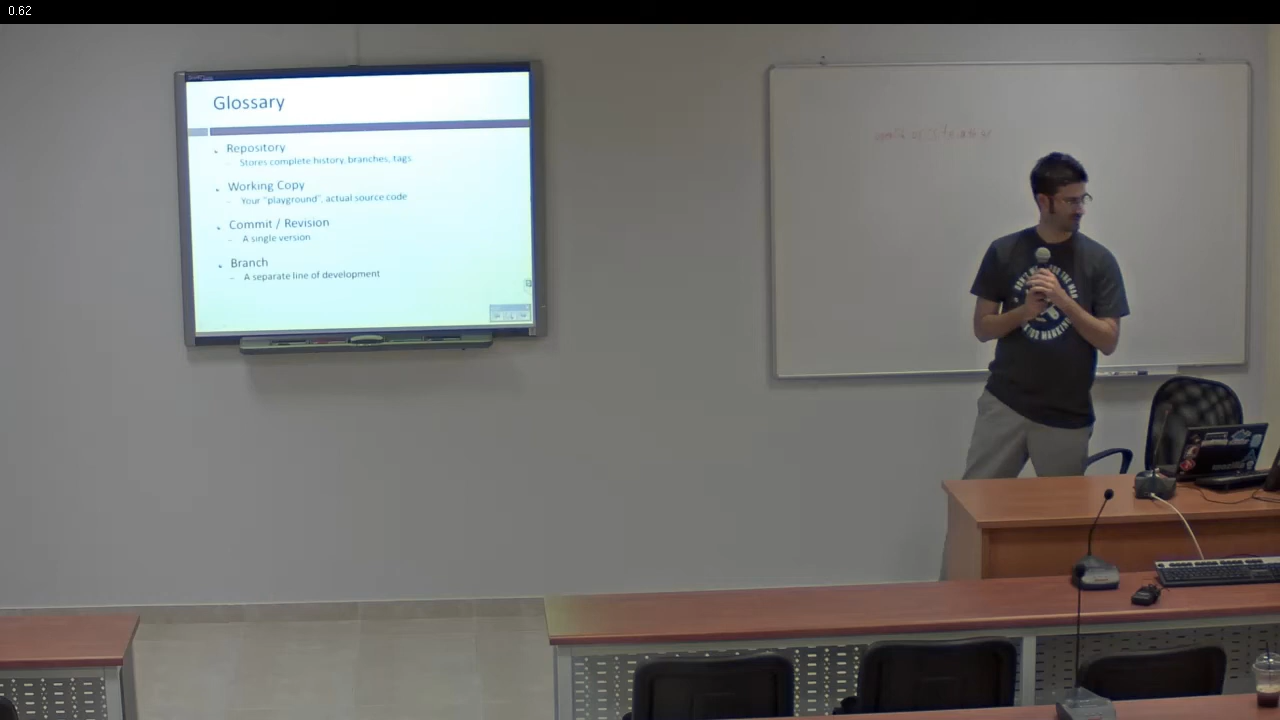 0.62
Glossary
Repository
– Stores complete history, branches, tags
Working Copy
– Your "playground", actual source code
Commit / Revision
– A single version
Branch
– A separate line of development